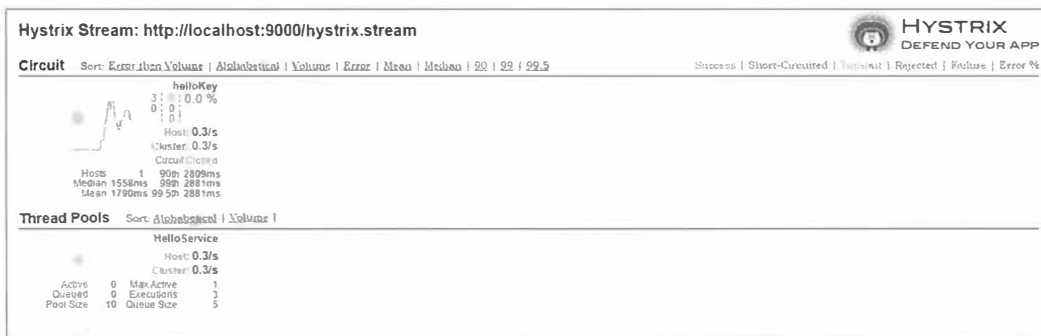 Hystrix Stream: http://localhost:9000/hystrix.stream
HYSTRIX
DEFEND YOUR APP
Circuit Sort: Error then Volume | Alphabetical | Volume | Error | Mean | Median | 90 | 99 | 99.5
Success | Short-Circuited | Timeout | Rejected | Failure | Error %
helloKey
3 0.0 %
0 0
0
Host: 0.3/s
Cluster: 0.3/s
Circuit Closed
Hosts 1 90th 2809ms
Median 1558ms 99th 2881ms
Mean 1790ms 99.5th 2881ms
Thread Pools Sort: Alphabetical | Volume |
HelloService
Host: 0.3/s
Cluster: 0.3/s
Active 0 Max Active 1
Queued 0 Executions 3
Pool Size 10 Queue Size 5